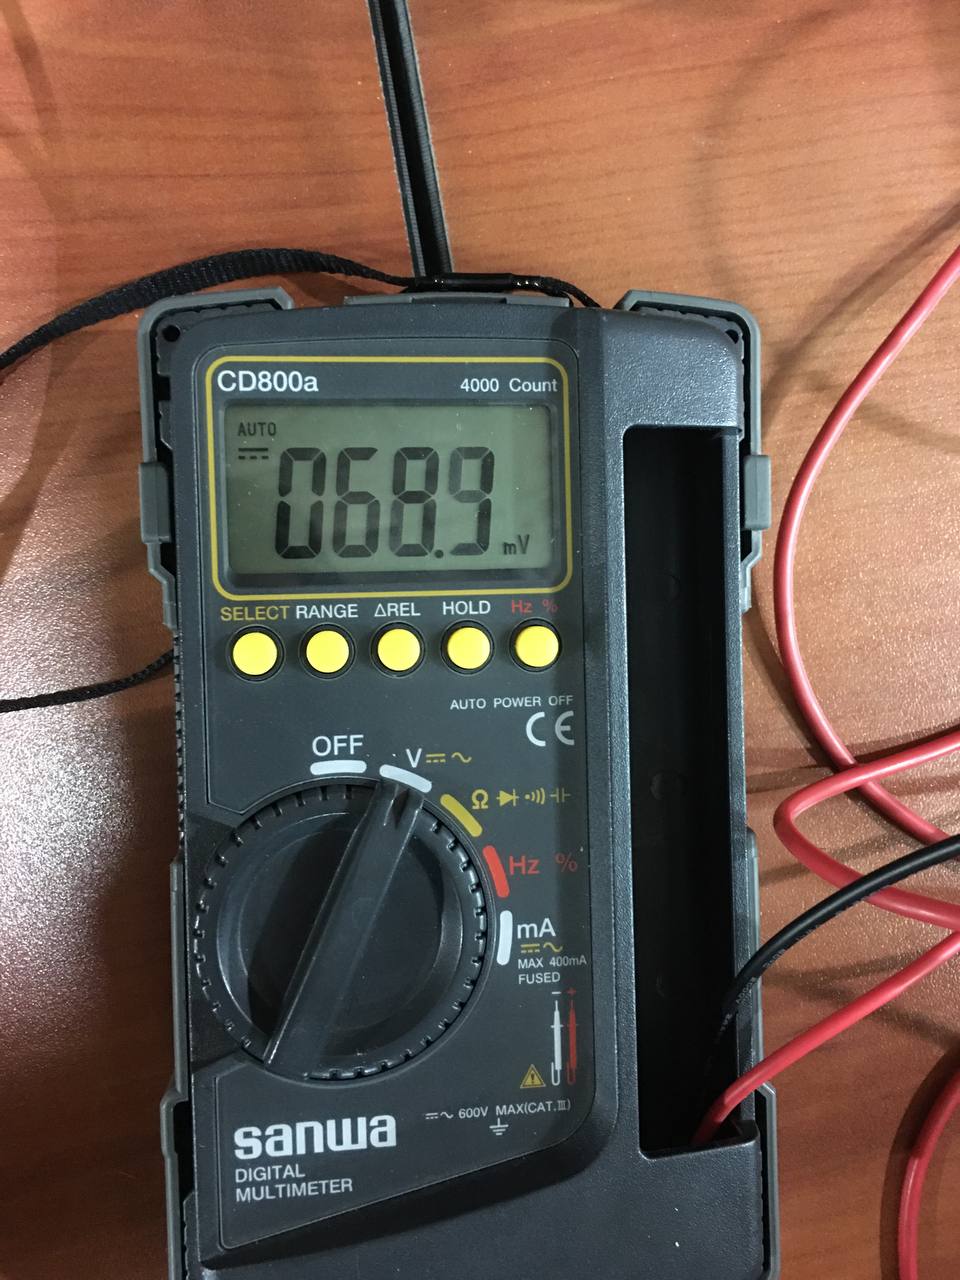 CD800a 4000 Count
AUTO
068.9 mV
SELECT RANGE ΔREL HOLD Hz %
AUTO POWER OFF
CE
OFF V
Ω
Hz %
mA
MAX 400mA
FUSED
600V MAX(CAT.III)
sanwa
DIGITAL
MULTIMETER